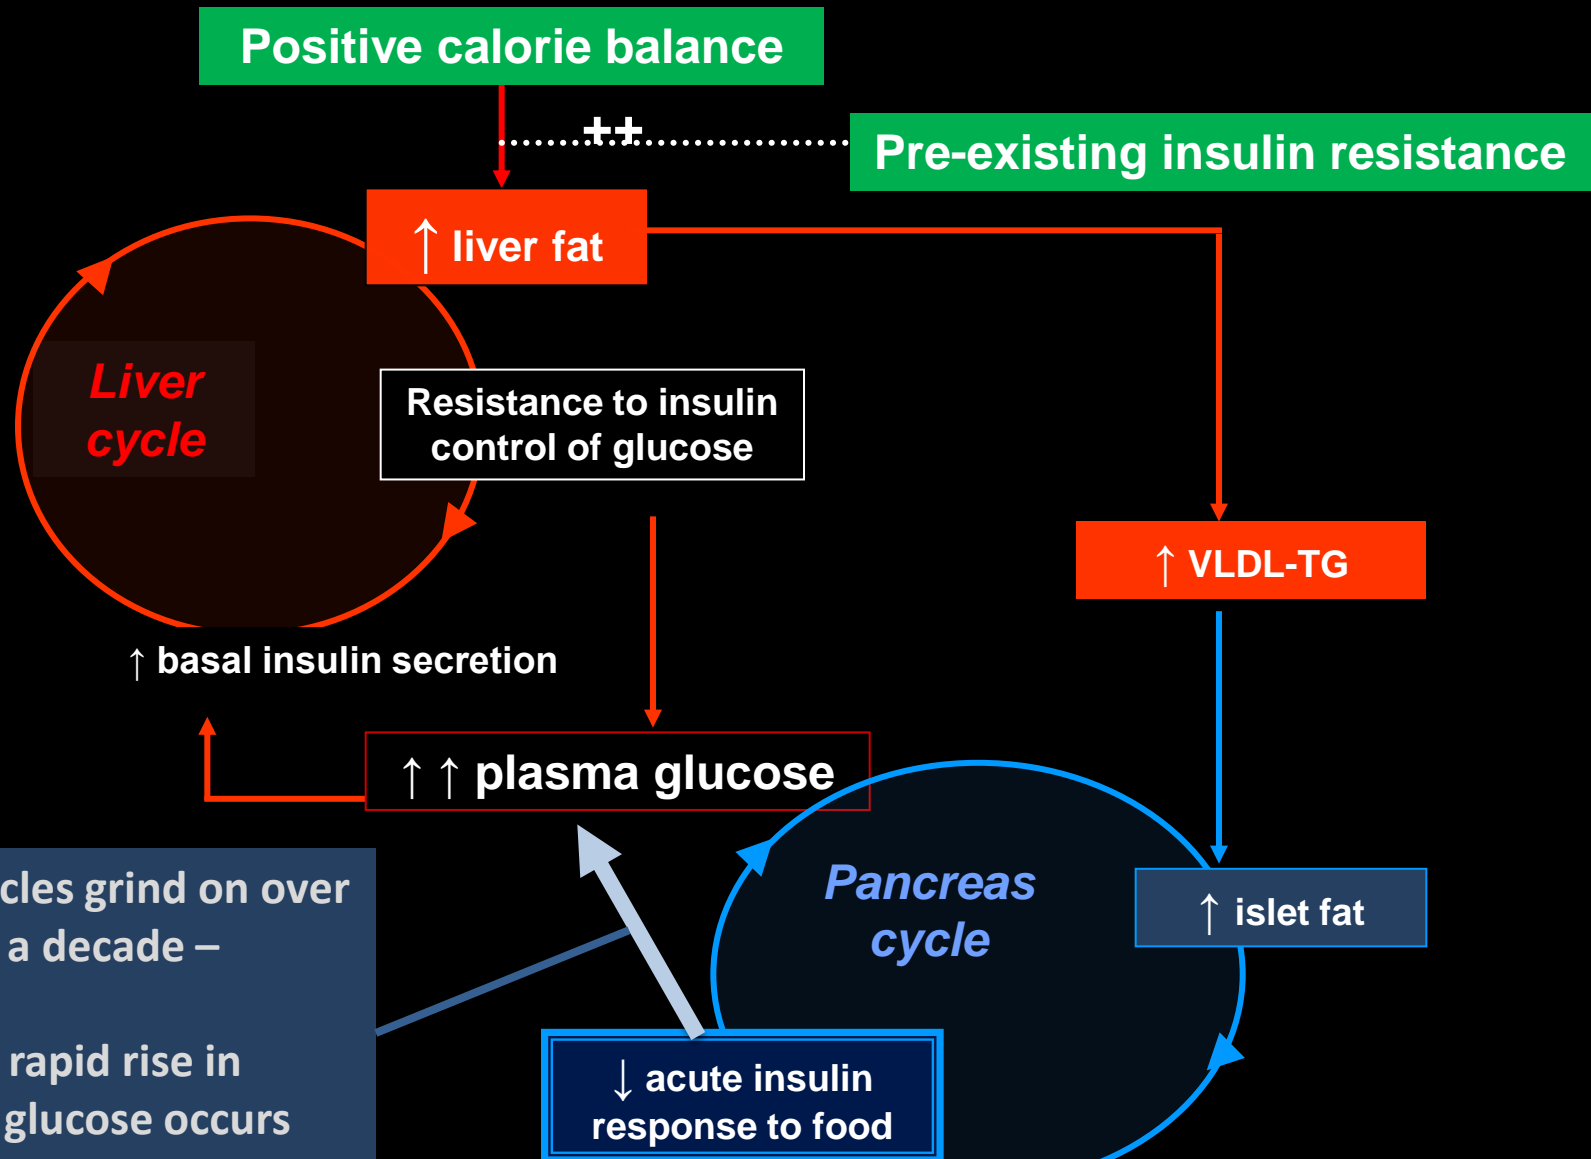 Positive calorie balance
++
Pre-existing insulin resistance
↑ liver fat
Liver
cycle
Resistance to insulin
control of glucose
↑ VLDL-TG
↑ basal insulin secretion
↑ ↑ plasma glucose
Pancreas
cycle
↑ islet fat
grind on over
a decade –
rapid rise in
glucose occurs
↓ acute insulin
response to food